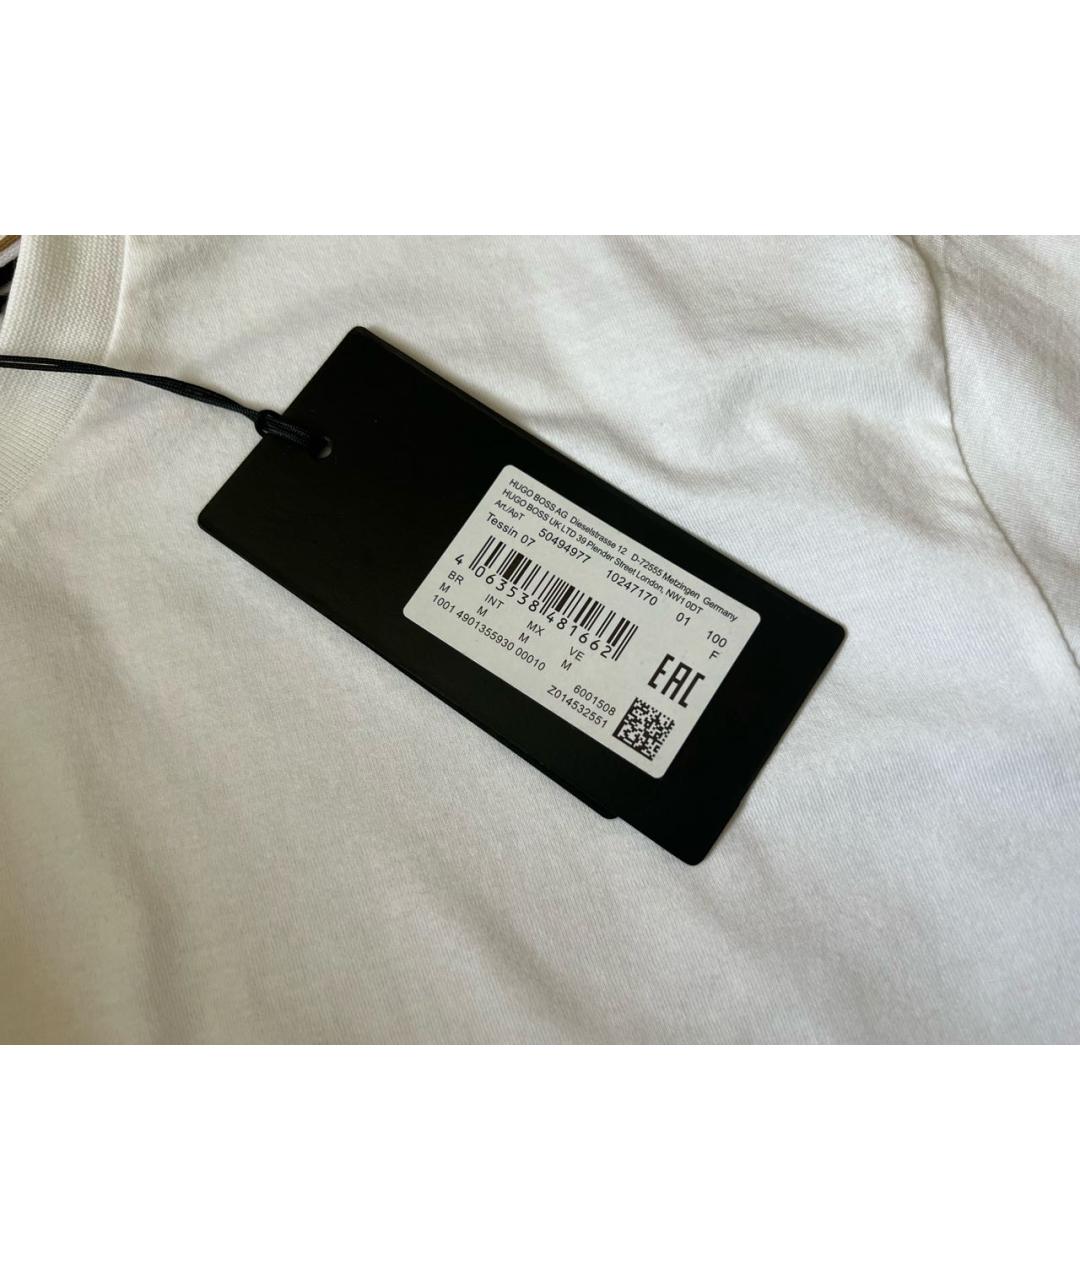 HUGO BOSS AG Dieselstrasse 12 D-72555 Metzingen Germany
HUGO BOSS UK LTD 39 Plender Street London, NW1 0DT
Art./АрТ 50494977 10247170 01 100
Tessin 07 F
4 063538 481662
BR INT MX VE
M M M M
1001 4901355930 00010
EAC
6001508
Z014532551